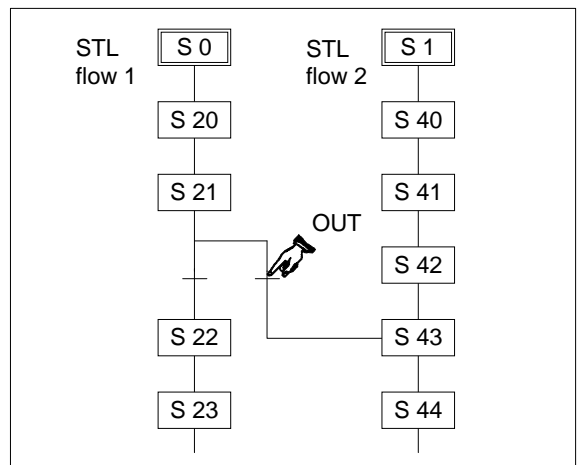 STL
flow 1
S 0
STL
flow 2
S 1
S 20
S 40
S 21
S 41
OUT
S 42
S 22
S 43
S 23
S 44